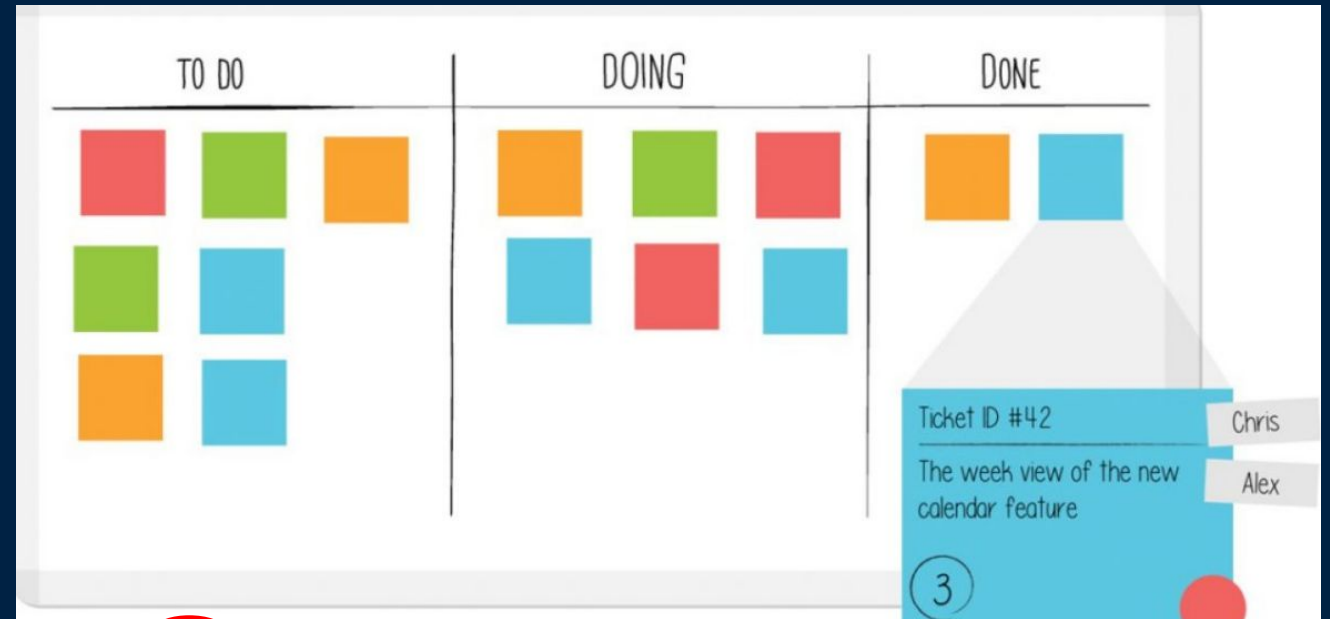 TO DO
DOING
DONE
Ticket ID #42
The week view of the new
calendar feature
3
Chris
Alex